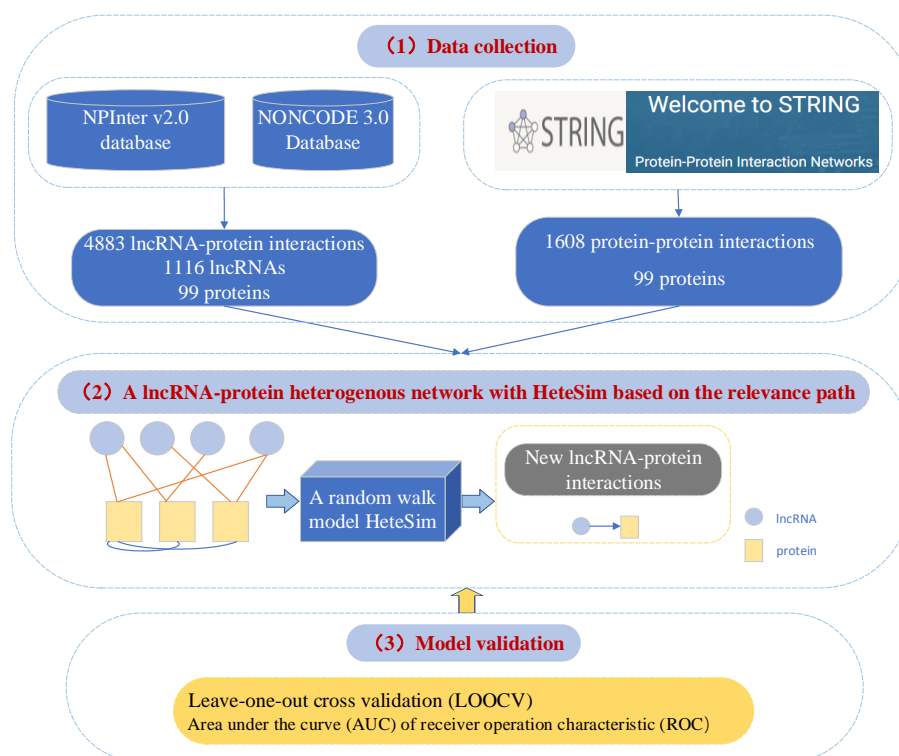 （1）Data collection
NPInter v2.0
database
NONCODE 3.0
Database
STRING
Welcome to STRING
Protein-Protein Interaction Networks
4883 lncRNA-protein interactions
1116 lncRNAs
99 proteins
1608 protein-protein interactions
99 proteins
（2）A lncRNA-protein heterogenous network with HeteSim based on the relevance path
A random walk
model HeteSim
New lncRNA-protein
interactions
lncRNA
protein
（3）Model validation
Leave-one-out cross validation (LOOCV)
Area under the curve (AUC) of receiver operation characteristic (ROC）